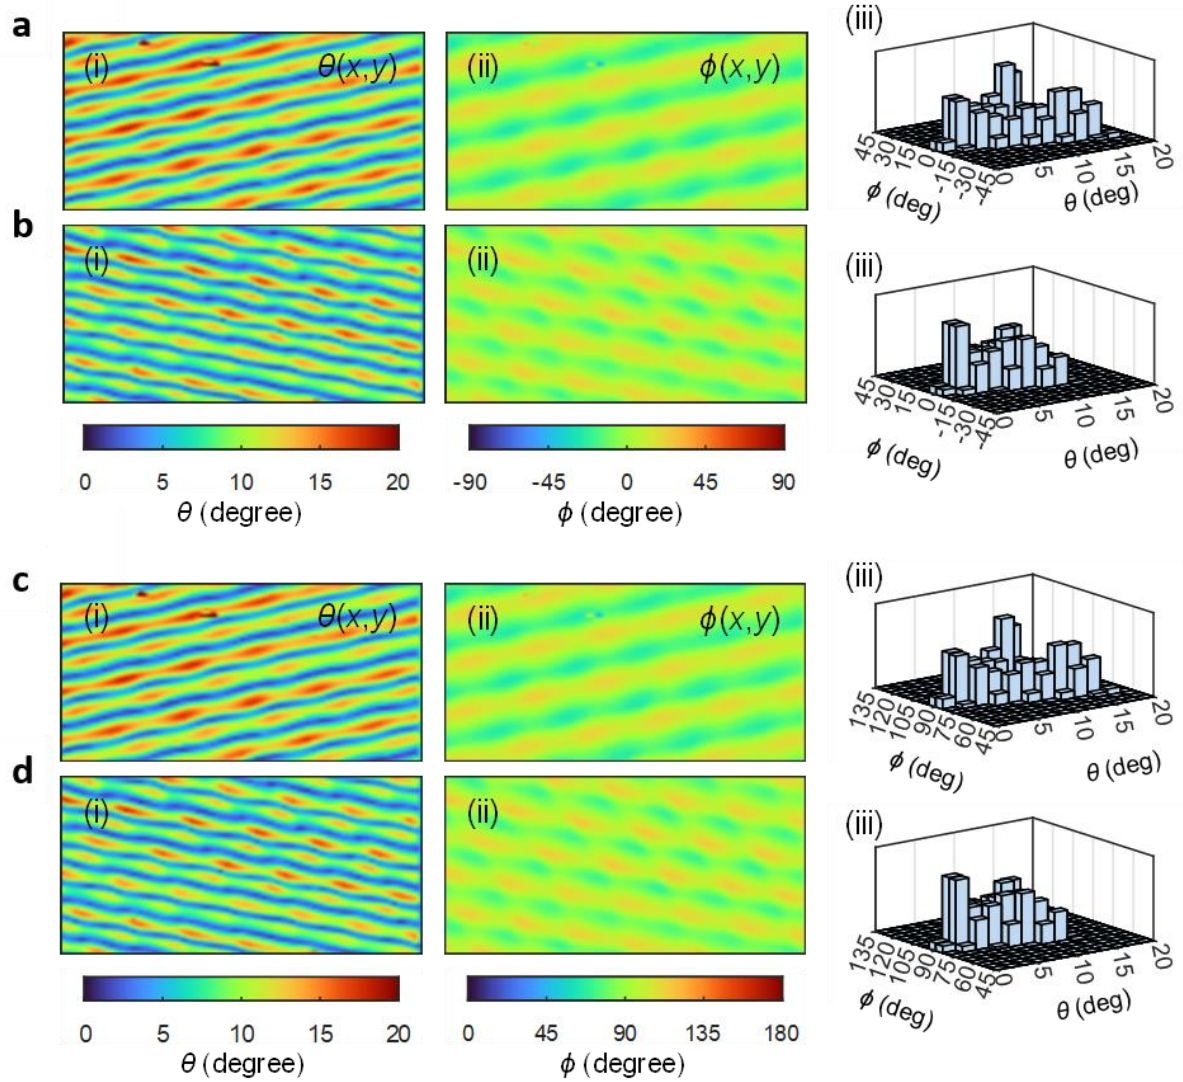 a
(i)
θ(x,y)
(ii)
ϕ(x,y)
(iii)
45
30
15
0
-15
-30
-45
ϕ (deg)
0
5
10
15
20
θ (deg)
b
(i)
(ii)
(iii)
45
30
15
0
-15
-30
-45
ϕ (deg)
0
5
10
15
20
θ (deg)
0 5 10 15 20
θ (degree)
-90 -45 0 45 90
ϕ (degree)
c
(i)
θ(x,y)
(ii)
ϕ(x,y)
(iii)
135
120
105
90
75
60
45
ϕ (deg)
0
5
10
15
20
θ (deg)
d
(i)
(ii)
(iii)
135
120
105
90
75
60
45
ϕ (deg)
0
5
10
15
20
θ (deg)
0 5 10 15 20
θ (degree)
0 45 90 135 180
ϕ (degree)